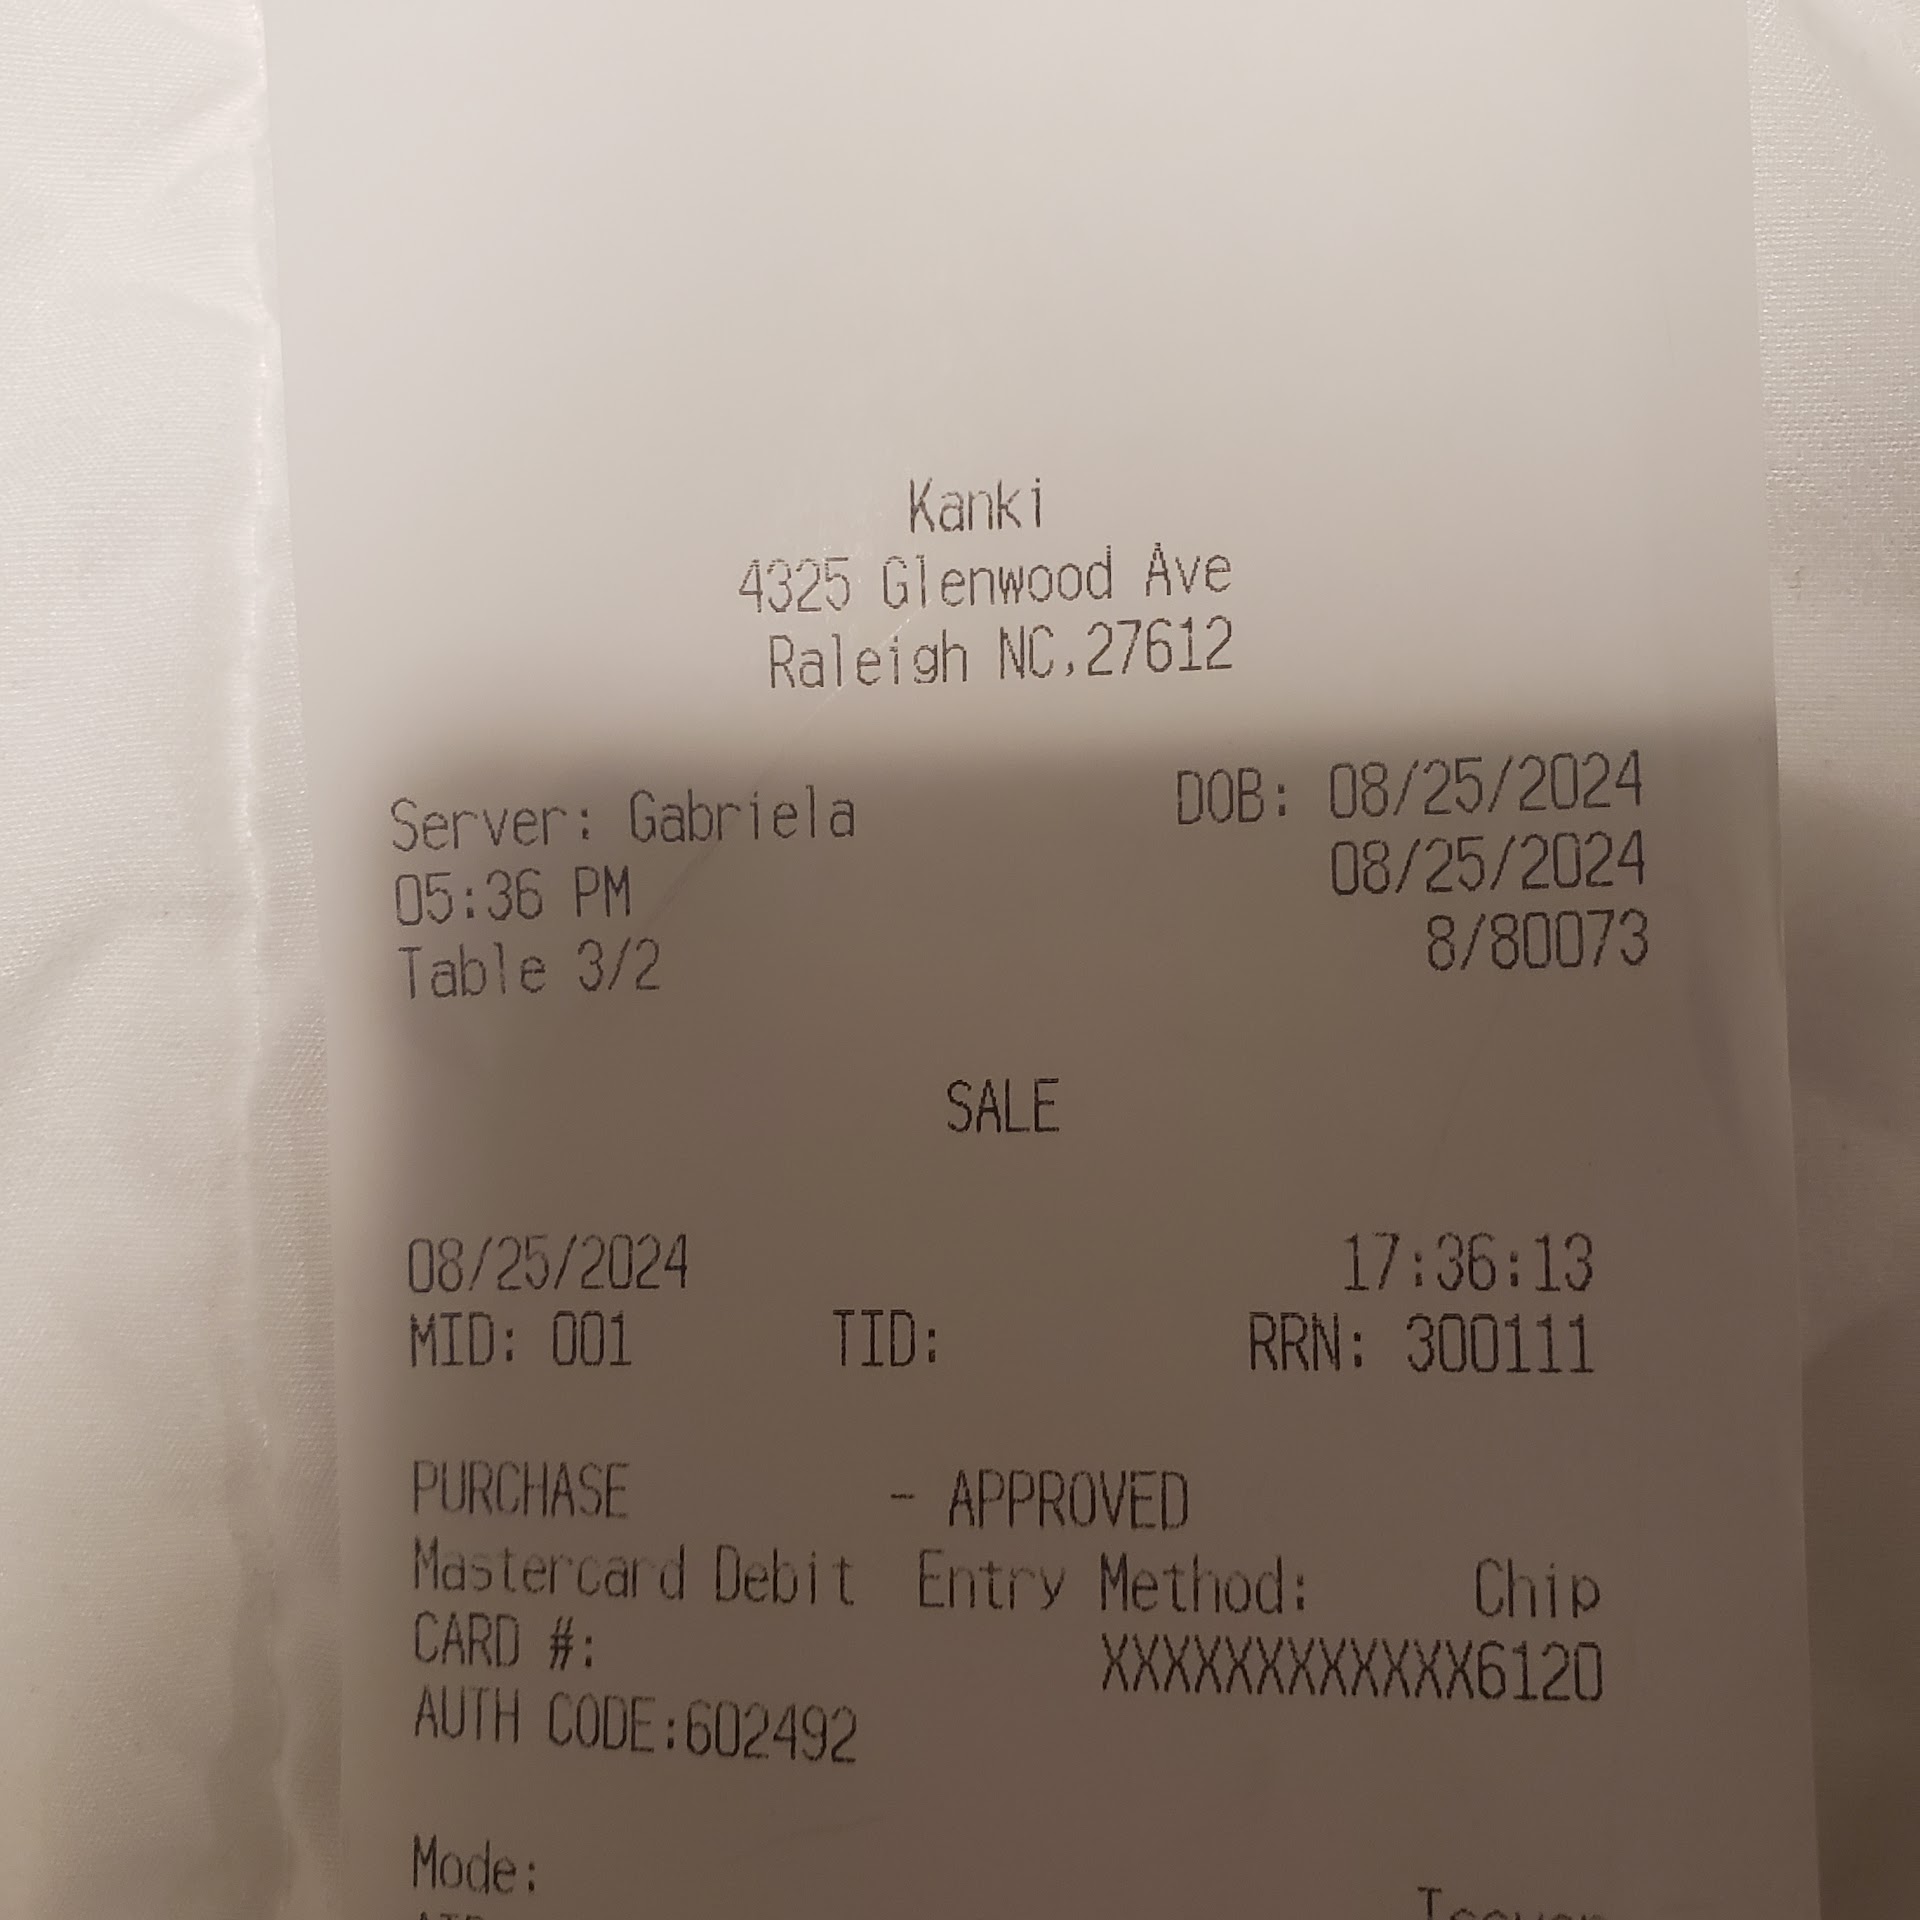 Kanki
4325 Glenwood Ave
Raleigh NC,27612
Server: Gabriela DOB: 08/25/2024
05:36 PM 08/25/2024
Table 3/2 8/80073
SALE
08/25/2024 17:36:13
MID: 001 TID: RRN: 300111
PURCHASE - APPROVED
Mastercard Debit Entry Method: Chip
CARD #: XXXXXXXXXXXX6120
AUTH CODE:602492
Mode: